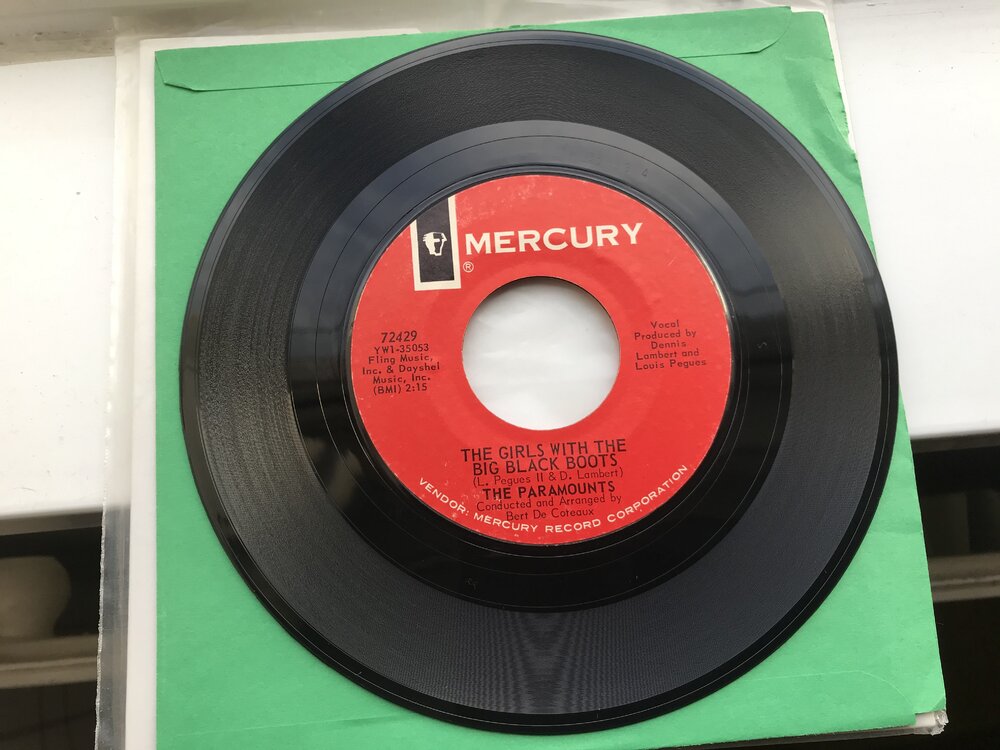 MERCURY
®
72429
YW1-35053
Fling Music,
Inc. & Dayshel
Music, Inc.
(BMI) 2:15
Vocal
Produced by
Dennis
Lambert and
Louis Pegues
THE GIRLS WITH THE
BIG BLACK BOOTS
(L. Pegues II & D. Lambert)
THE PARAMOUNTS
Conducted and Arranged by
Bert De Coteaux
VENDOR: MERCURY RECORD CORPORATION